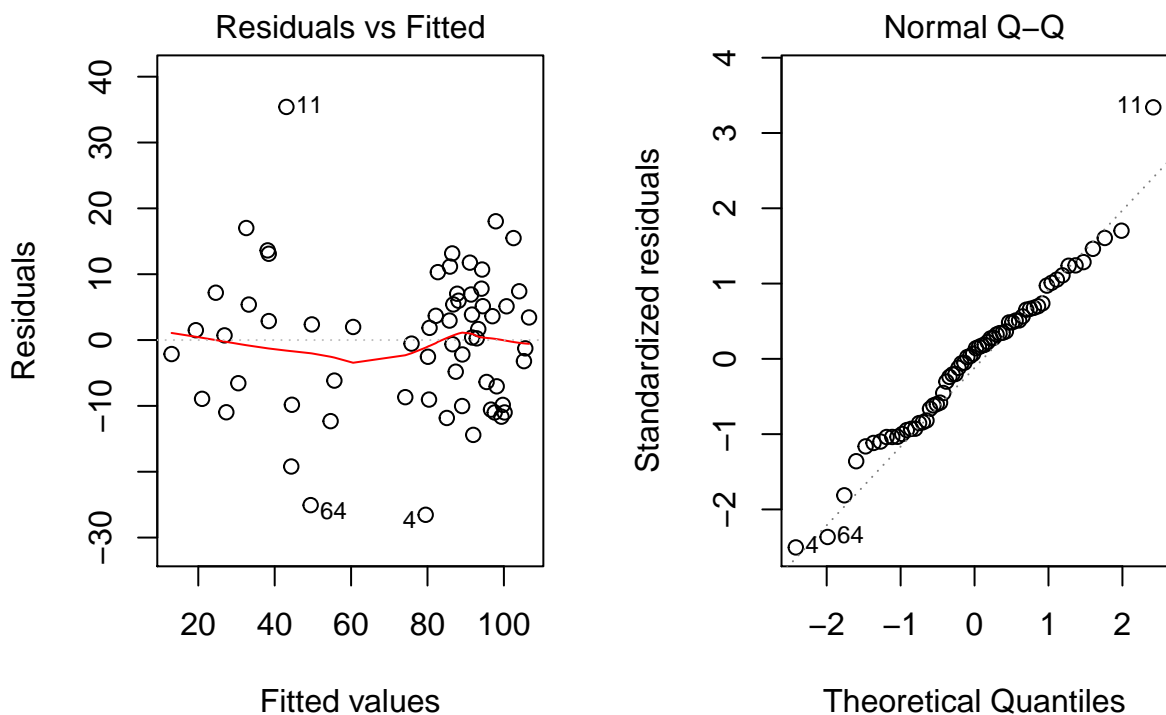 Residuals vs Fitted
Residuals
40
30
20
10
0
−10
−30
11
64
4
20 40 60 80 100
Fitted values
Normal Q−Q
Standardized residuals
4
3
2
1
0
−1
−2
11
64
4
−2 −1 0 1 2
Theoretical Quantiles